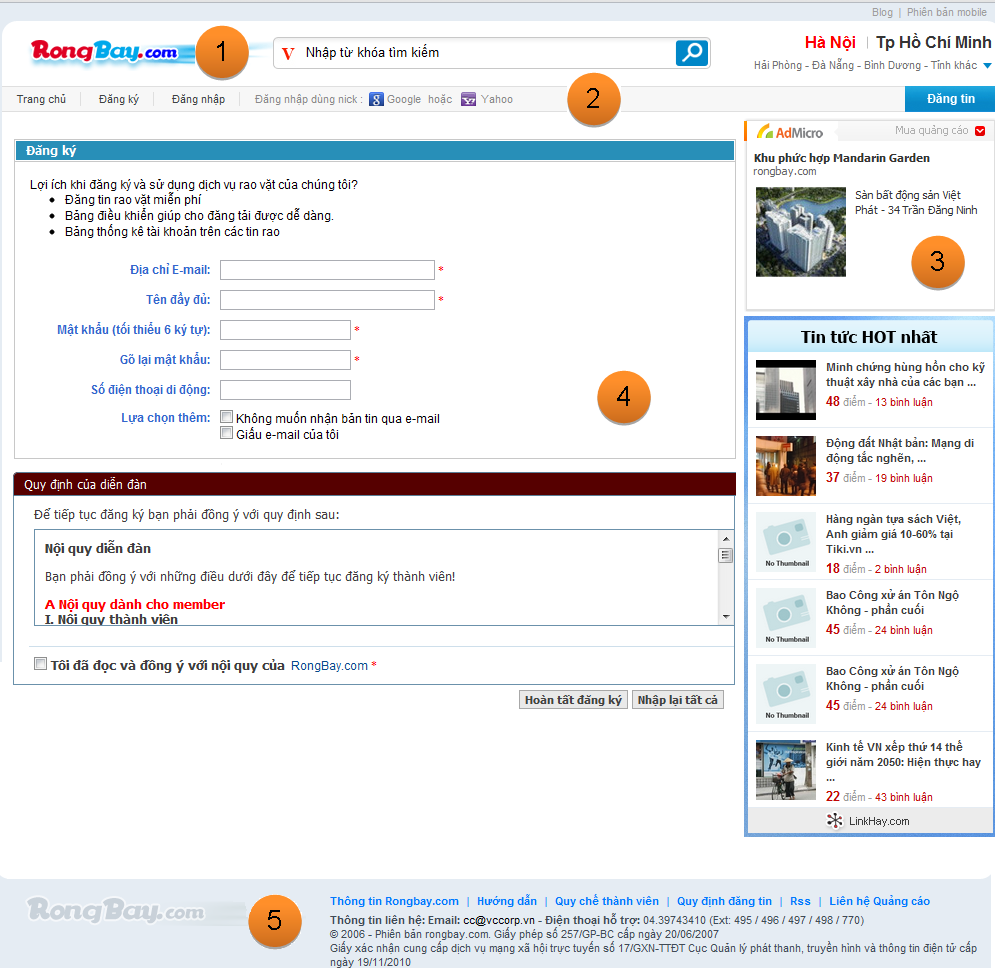 Blog | Phiên bản mobile
RongBay.com
1
V Nhập từ khóa tìm kiếm
Hà Nội | Tp Hồ Chí Minh
Hải Phòng - Đà Nẵng - Bình Dương - Tỉnh khác
Trang chủ
Đăng ký
Đăng nhập
Đăng nhập dùng nick : Google hoặc Yahoo
2
Đăng tin
Đăng ký
Lợi ích khi đăng ký và sử dụng dịch vụ rao vặt của chúng tôi?
• Đăng tin rao vặt miễn phí
• Bảng điều khiển giúp cho đăng tải được dễ dàng.
• Bảng thống kê tài khoản trên các tin rao
Địa chỉ E-mail: *
Tên đầy đủ: *
Mật khẩu (tối thiểu 6 ký tự): *
Gõ lại mật khẩu: *
Số điện thoại di động:
Lựa chọn thêm: Không muốn nhận bản tin qua e-mail
Giấu e-mail của tôi
4
Quy định của diễn đàn
Để tiếp tục đăng ký bạn phải đồng ý với quy định sau:
Nội quy diễn đàn
Bạn phải đồng ý với những điều dưới đây để tiếp tục đăng ký thành viên!
A Nội quy dành cho member
I. Nội quy thành viên
Tôi đã đọc và đồng ý với nội quy của RongBay.com *
Hoàn tất đăng ký
Nhập lại tất cả
AdMicro
Mua quảng cáo
Khu phức hợp Mandarin Garden
rongbay.com
Sàn bất động sản Việt
Phát - 34 Trần Đăng Ninh
3
Tin tức HOT nhất
Minh chứng hùng hồn cho kỹ
thuật xây nhà của các bạn ...
48 điểm - 13 bình luận
Động đất Nhật bản: Mạng di
động tắc nghẽn, ...
37 điểm - 19 bình luận
No Thumbnail
Hàng ngàn tựa sách Việt,
Anh giảm giá 10-60% tại
Tiki.vn ...
18 điểm - 2 bình luận
No Thumbnail
Bao Công xử án Tôn Ngộ
Không - phần cuối
45 điểm - 24 bình luận
No Thumbnail
Bao Công xử án Tôn Ngộ
Không - phần cuối
45 điểm - 24 bình luận
Kinh tế VN xếp thứ 14 thế
giới năm 2050: Hiện thực hay
...
22 điểm - 43 bình luận
LinkHay.com
RongBay.com
5
Thông tin Rongbay.com | Hướng dẫn | Quy chế thành viên | Quy định đăng tin | Rss | Liên hệ Quảng cáo
Thông tin liên hệ: Email: cc@vccorp.vn - Điện thoại hỗ trợ: 04.39743410 (Ext: 495 / 496 / 497 / 498 / 770)
© 2006 - Phiên bản rongbay.com. Giấy phép số 257/GP-BC cấp ngày 20/06/2007
Giấy xác nhận cung cấp dịch vụ mạng xã hội trực tuyến số 17/GXN-TTĐT Cục Quản lý phát thanh, truyền hình và thông tin điện tử cấp
ngày 19/11/2010